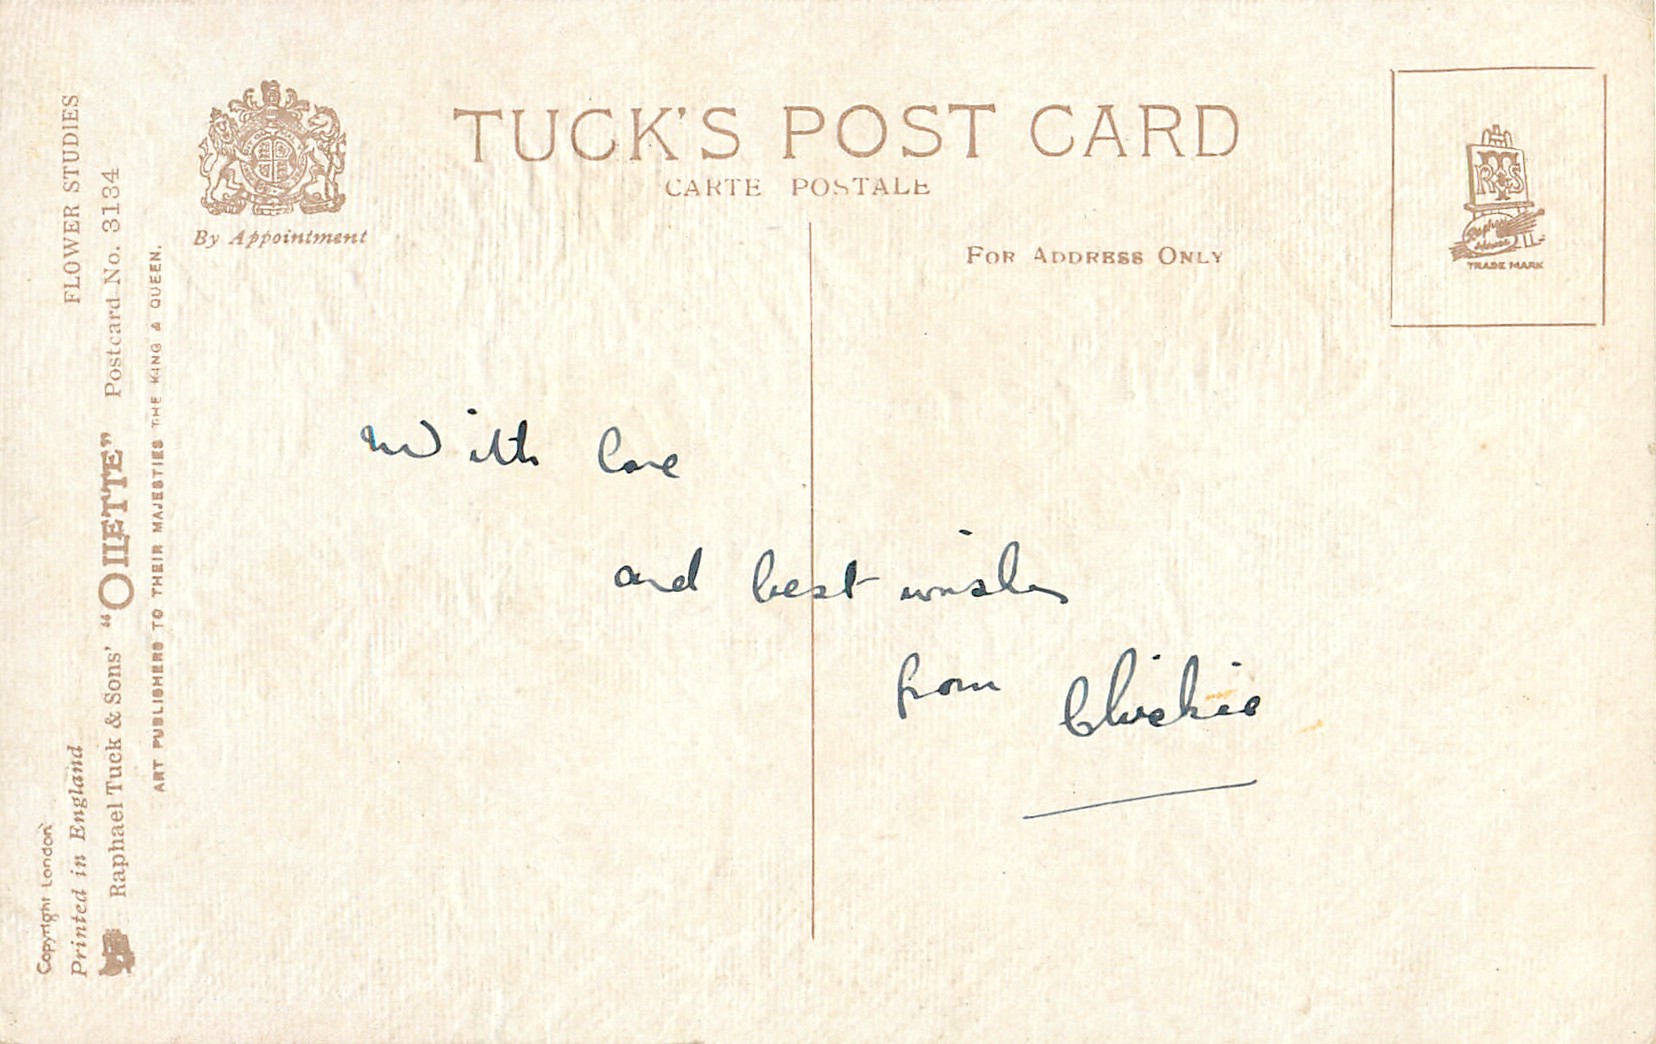 TUCK'S POST CARD
CARTE POSTALE
By Appointment
FOR ADDRESS ONLY
TRADE MARK
FLOWER STUDIES
Postcard No. 3134
Raphael Tuck & Sons' "OILETTE"
ART PUBLISHERS TO THEIR MAJESTIES THE KING & QUEEN.
Copyright London
Printed in England
With love
and best wishes
from Chickie